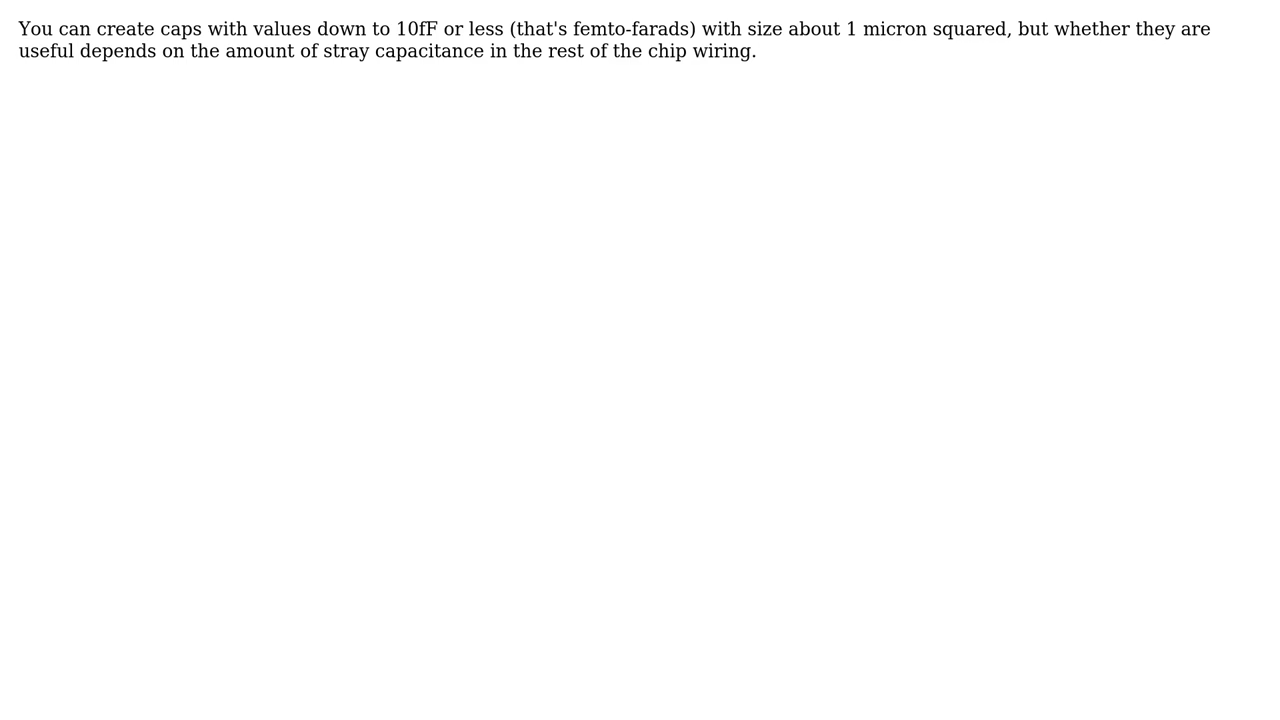 You can create caps with values down to 10fF or less (that's femto-farads) with size about 1 micron squared, but whether they are
useful depends on the amount of stray capacitance in the rest of the chip wiring.